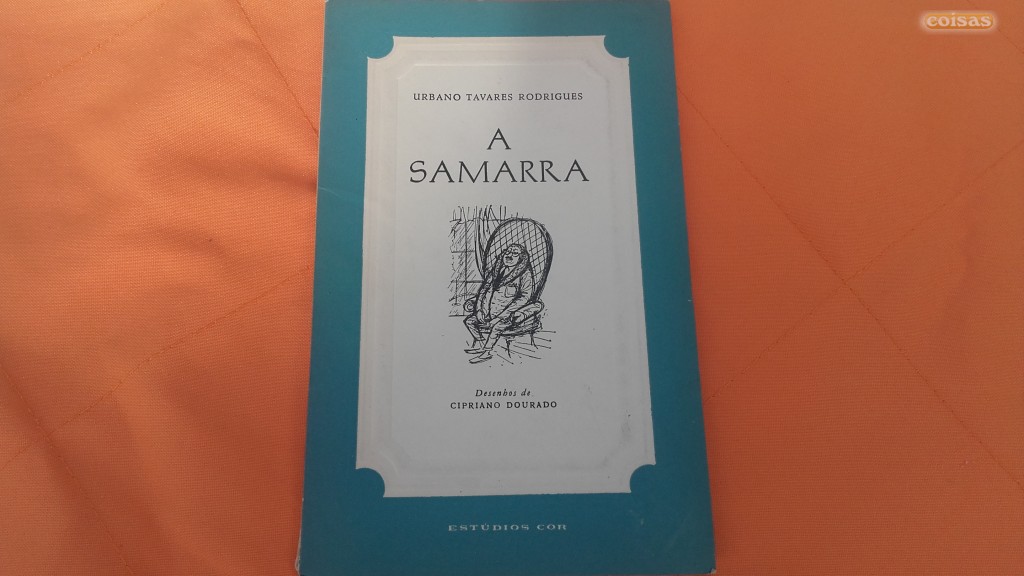 coisas
URBANO TAVARES RODRIGUES
A
SAMARRA
Desenhos de
CIPRIANO DOURADO
ESTÚDIOS COR